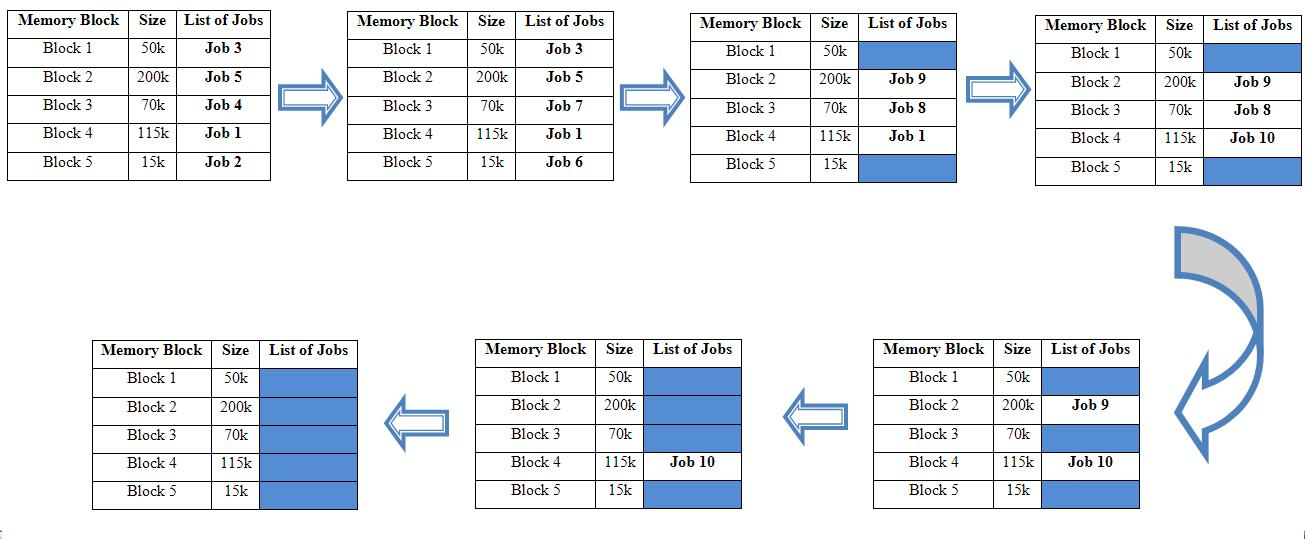 Memory Block Size List of Jobs
Block 1 50k Job 3
Block 2 200k Job 5
Block 3 70k Job 4
Block 4 115k Job 1
Block 5 15k Job 2
Memory Block Size List of Jobs
Block 1 50k Job 3
Block 2 200k Job 5
Block 3 70k Job 7
Block 4 115k Job 1
Block 5 15k Job 6
Memory Block Size List of Jobs
Block 1 50k
Block 2 200k Job 9
Block 3 70k Job 8
Block 4 115k Job 1
Block 5 15k
Memory Block Size List of Jobs
Block 1 50k
Block 2 200k Job 9
Block 3 70k Job 8
Block 4 115k Job 10
Block 5 15k
Memory Block Size List of Jobs
Block 1 50k
Block 2 200k
Block 3 70k
Block 4 115k
Block 5 15k
Memory Block Size List of Jobs
Block 1 50k
Block 2 200k
Block 3 70k
Block 4 115k Job 10
Block 5 15k
Memory Block Size List of Jobs
Block 1 50k
Block 2 200k Job 9
Block 3 70k
Block 4 115k Job 10
Block 5 15k